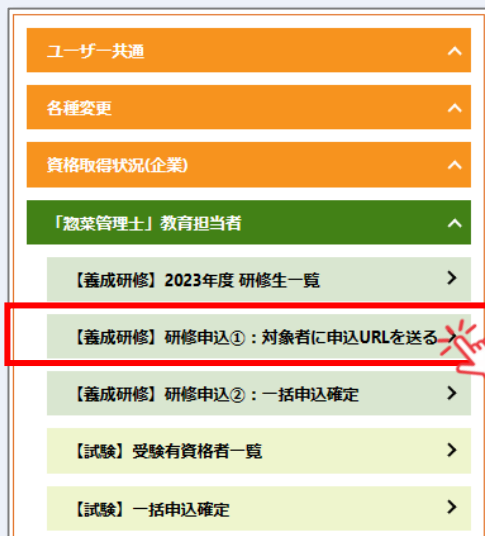 ユーザー共通
各種変更
資格取得状況(企業)
「惣菜管理士」教育担当者
【養成研修】2023年度 研修生一覧
【養成研修】研修申込①：対象者に申込URLを送る
【養成研修】研修申込②：一括申込確定
【試験】受験有資格者一覧
【試験】一括申込確定